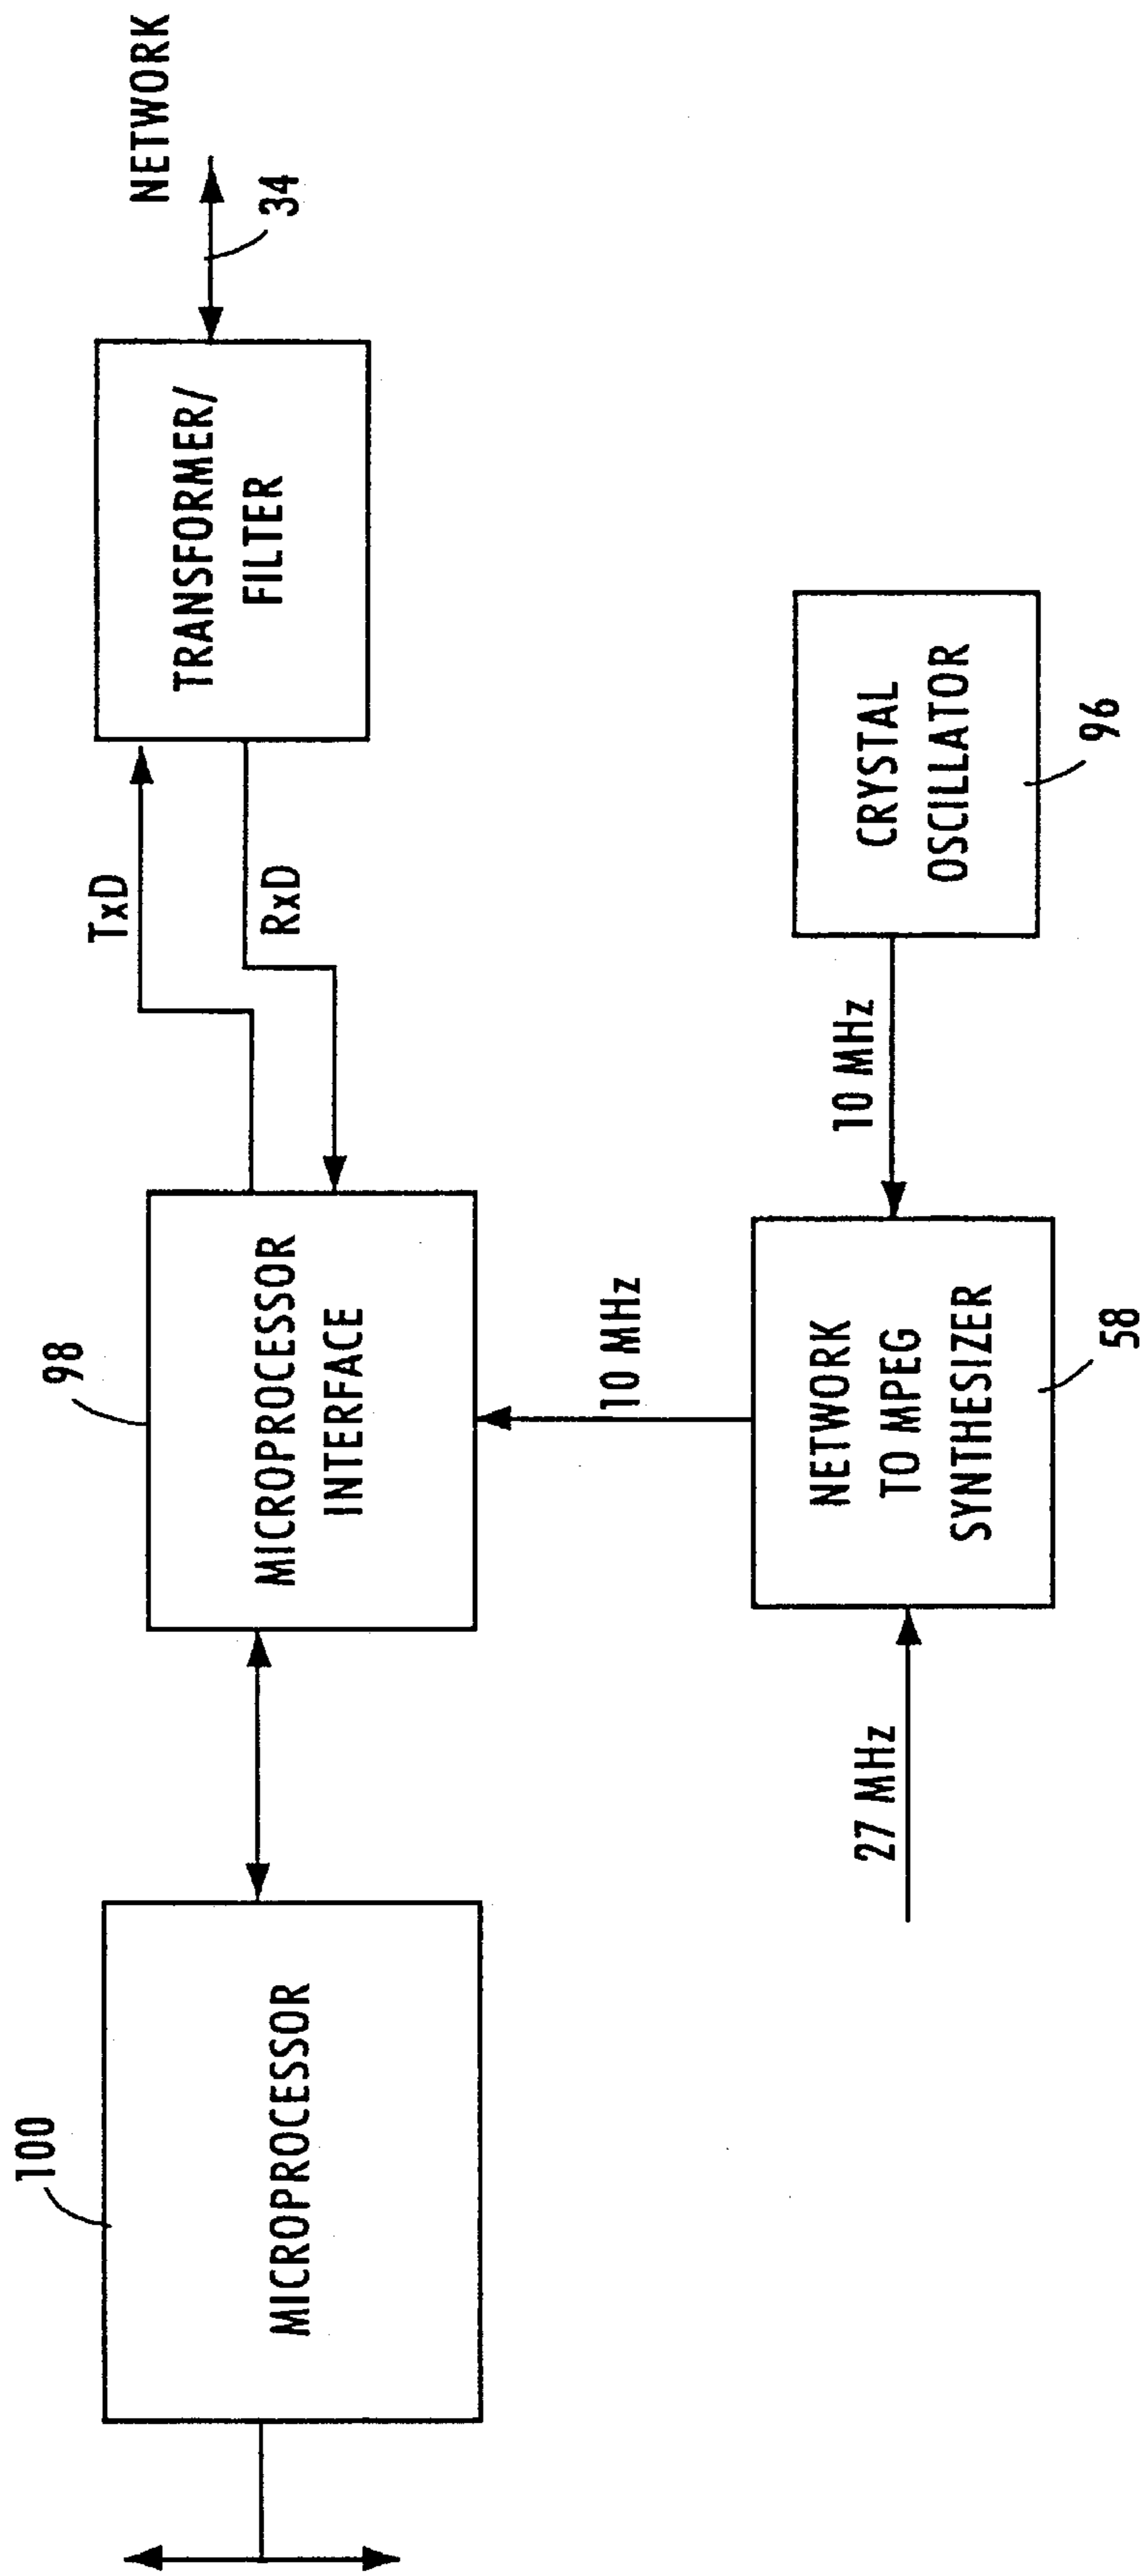 100
MICROPROCESSOR
98
MICROPROCESSOR
INTERFACE
TxD
RxD
TRANSFORMER/
FILTER
NETWORK
34
27 MHz
NETWORK
TO MPEG
SYNTHESIZER
58
10 MHz
10 MHz
CRYSTAL
OSCILLATOR
96